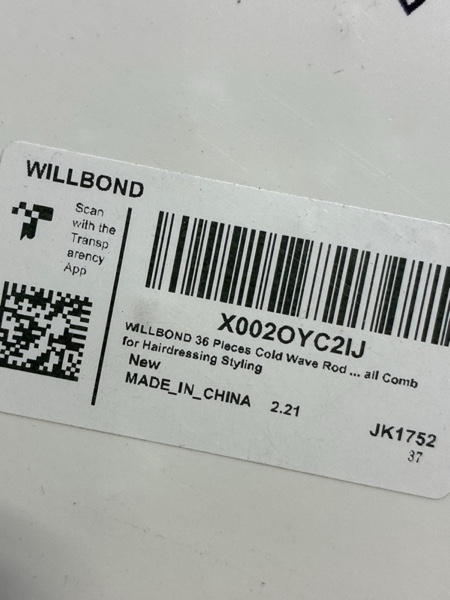 WILLBOND
Scan
with the
Transp
arency
App
X002OYC2IJ
WILLBOND 36 Pieces Cold Wave Rod ... ail Comb
for Hairdressing Styling
New
MADE_IN_CHINA 2.21
JK1752
37